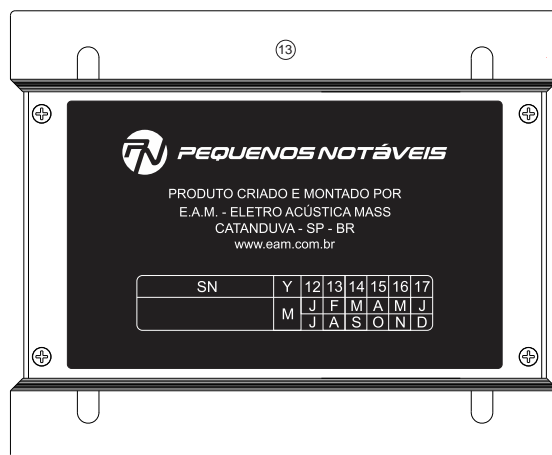 13
PEQUENOS NOTáVEIS
PRODUTO CRIADO E MONTADO POR
E.A.M. - ELETRO ACÚSTICA MASS
CATANDUVA - SP - BR
www.eam.com.br
SN Y 12 13 14 15 16 17
M J F M A M J
J A S O N D